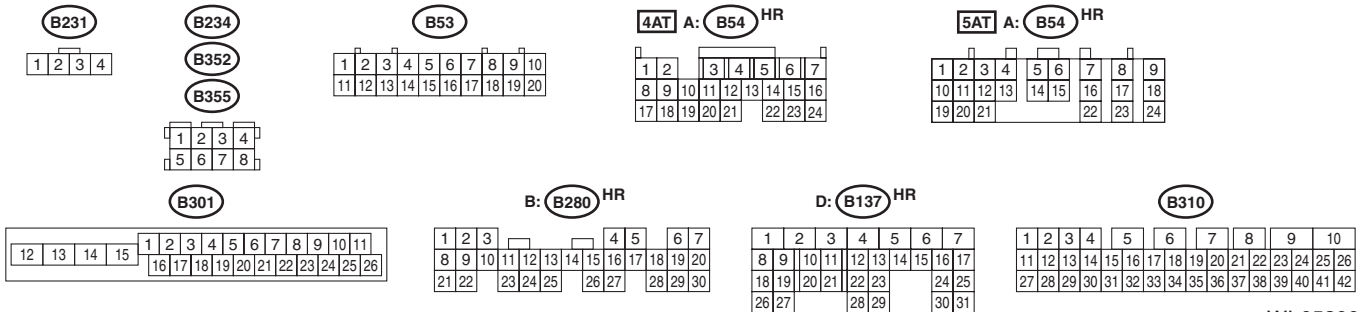 B231 B234 B53 4AT A: B54 HR 5AT A: B54 HR
B352
B355
1 2 3 4
1 2 3 4
5 6 7 8
1 2 3 4 5 6 7 8 9 10
11 12 13 14 15 16 17 18 19 20
1 2 3 4 5 6 7
8 9 10 11 12 13 14 15 16
17 18 19 20 21 22 23 24
1 2 3 4 5 6 7 8 9
10 11 12 13 14 15 16 17 18
19 20 21 22 23 24
B301 B: B280 HR D: B137 HR B310
12 13 14 15 1 2 3 4 5 6 7 8 9 10 11
16 17 18 19 20 21 22 23 24 25 26
1 2 3 4 5 6 7
8 9 10 11 12 13 14 15 16 17 18 19 20
21 22 23 24 25 26 27 28 29 30
1 2 3 4 5 6 7
8 9 10 11 12 13 14 15 16 17
18 19 20 21 22 23 24 25
26 27 28 29 30 31
1 2 3 4 5 6 7 8 9 10
11 12 13 14 15 16 17 18 19 20 21 22 23 24 25 26
27 28 29 30 31 32 33 34 35 36 37 38 39 40 41 42